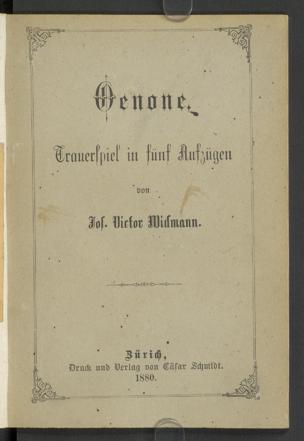 Oenone.
Trauerspiel in fünf Aufzügen
von
Jos. Victor Widmann.
Zürich,
Druck und Verlag von Cäsar Schmidt.
1880.